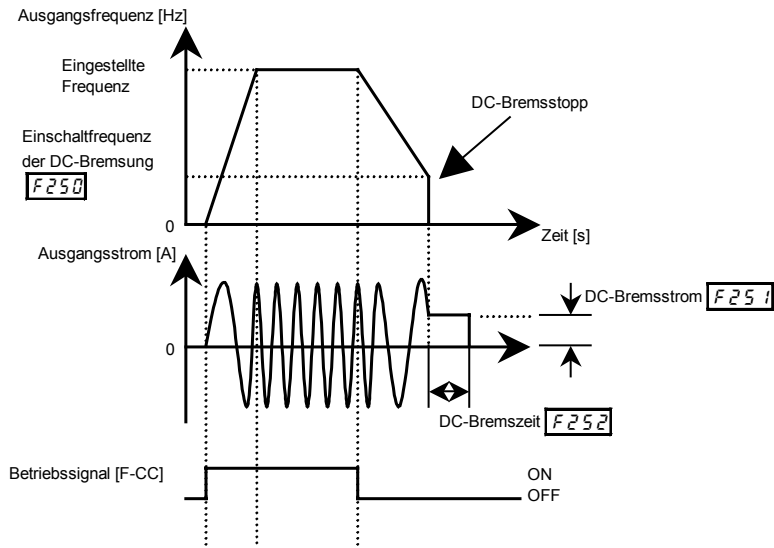 Ausgangsfrequenz [Hz]
Eingestellte
Frequenz
DC-Bremsstopp
Einschaltfrequenz
der DC-Bremsung
F250
0
Zeit [s]
Ausgangsstrom [A]
DC-Bremsstrom F251
0
DC-Bremszeit F252
Betriebssignal [F-CC]
ON
OFF